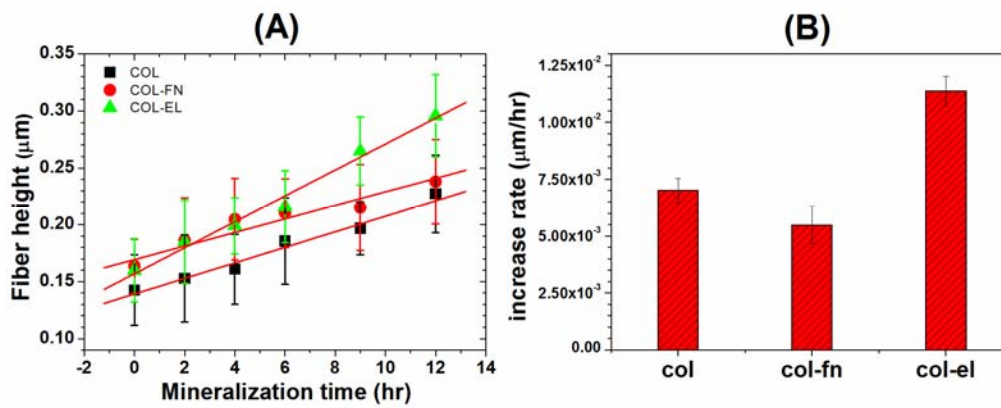 (A)
Fiber height (μm)
0.35
0.30
0.25
0.20
0.15
0.10
COL
COL-FN
COL-EL
-2 0 2 4 6 8 10 12 14
Mineralization time (hr)
(B)
increase rate (μm/hr)
1.25x10⁻²
1.00x10⁻²
7.50x10⁻³
5.00x10⁻³
2.50x10⁻³
0.00
col col-fn col-el